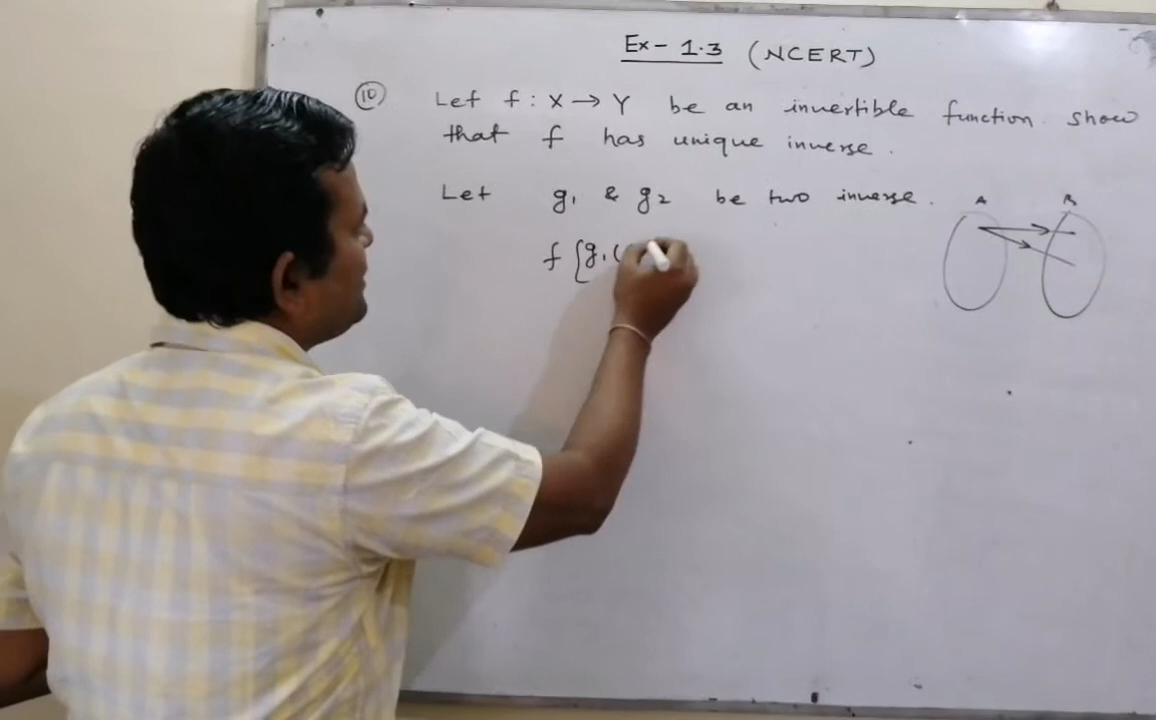 Ex - 1.3 (NCERT)
(10) Let f : X → Y be an invertible function. show
that f has unique inverse.
Let g₁ & g₂ be two inverse.
A B
f [g₁(